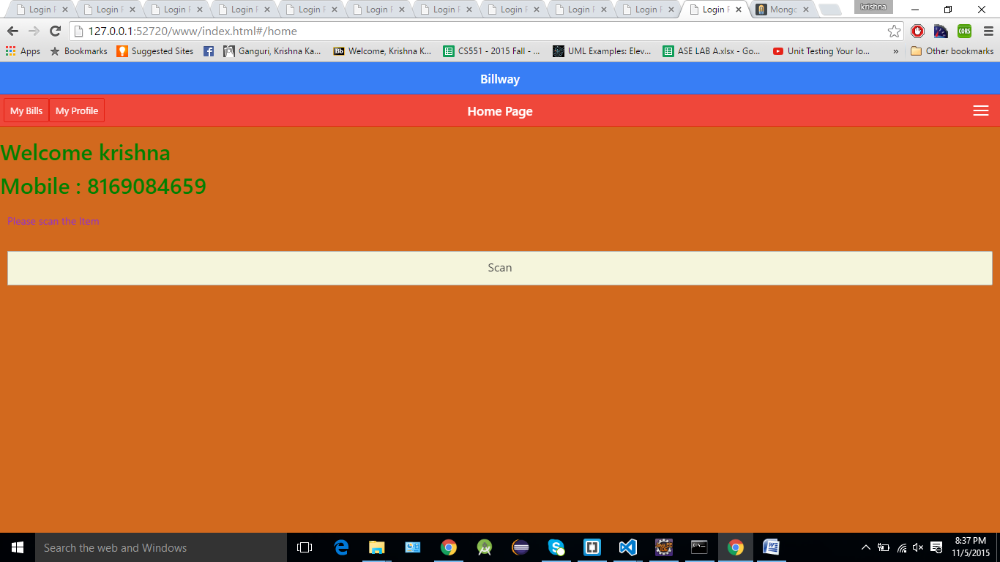 Login F Login F Login F Login F Login F Login F Login F Login F Login F Login F Login F Mongo krishna
127.0.0.1:52720/www/index.html#/home CORS
Apps Bookmarks Suggested Sites Ganguri, Krishna Ka... Bb Welcome, Krishna K... CS551 - 2015 Fall - ... UML Examples: Elev... ASE LAB A.xlsx - Go... Unit Testing Your Io... » Other bookmarks
Billway
My Bills My Profile Home Page
Welcome krishna
Mobile : 8169084659
Please scan the Item
Scan
Search the web and Windows 8:37 PM
11/5/2015